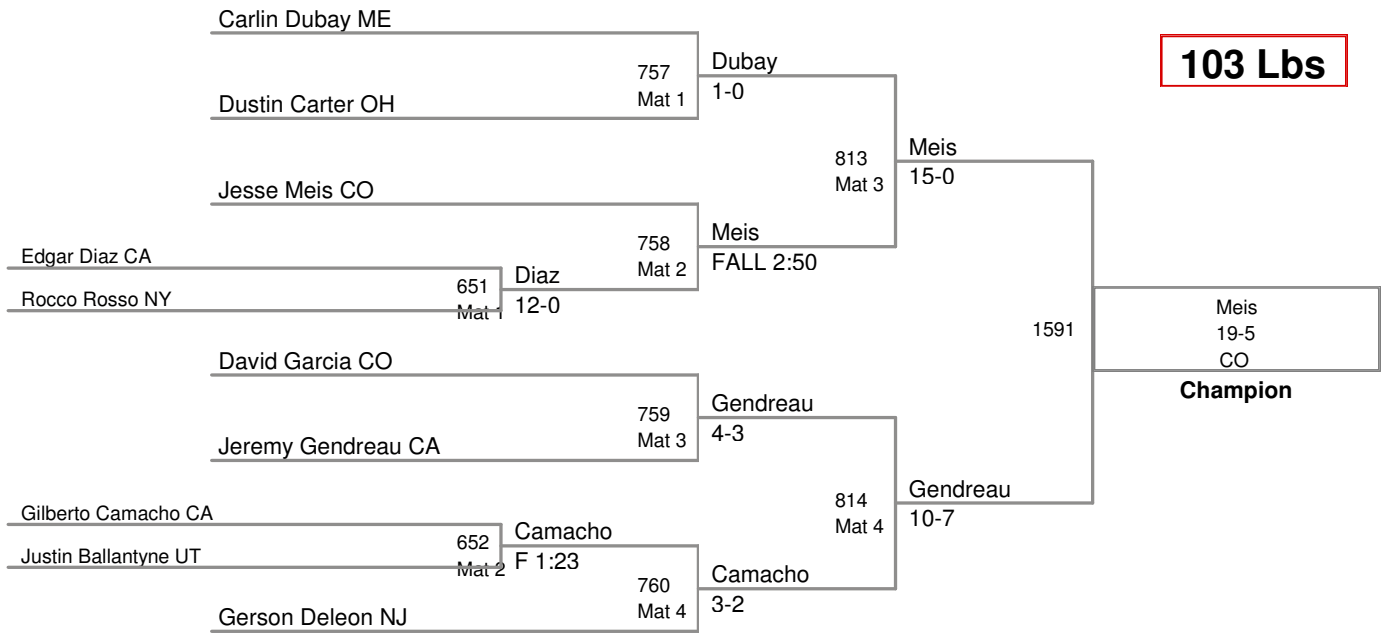 Carlin Dubay ME
103 Lbs
757
Mat 1
Dubay
1-0
Dustin Carter OH
813
Mat 3
Meis
15-0
Jesse Meis CO
758
Mat 2
Meis
FALL 2:50
Edgar Diaz CA
651
Mat 1
Diaz
12-0
Rocco Rosso NY
1591
Meis
19-5
CO
Champion
David Garcia CO
759
Mat 3
Gendreau
4-3
Jeremy Gendreau CA
814
Mat 4
Gendreau
10-7
Gilberto Camacho CA
652
Mat 2
Camacho
F 1:23
Justin Ballantyne UT
760
Mat 4
Camacho
3-2
Gerson Deleon NJ